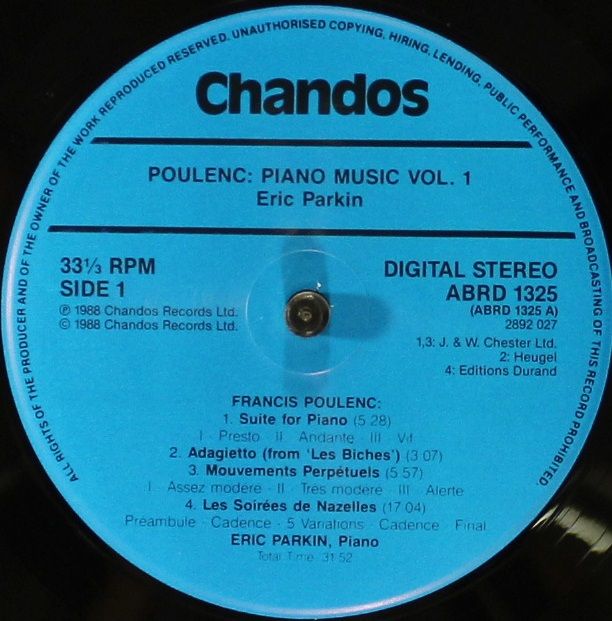 ALL RIGHTS OF THE PRODUCER AND OF THE OWNER OF THE WORK REPRODUCED RESERVED. UNAUTHORISED COPYING, HIRING, LENDING, PUBLIC PERFORMANCE AND BROADCASTING OF THIS RECORD PROHIBITED.
Chandos
POULENC: PIANO MUSIC VOL. 1
Eric Parkin
33⅓ RPM
SIDE 1
℗ 1988 Chandos Records Ltd.
© 1988 Chandos Records Ltd.
DIGITAL STEREO
ABRD 1325
(ABRD 1325 A)
2892 027
1,3: J. & W. Chester Ltd.
2: Heugel
4: Editions Durand
FRANCIS POULENC:
1. Suite for Piano (5 28)
I · Presto · II · Andante · III · Vif
2. Adagietto (from 'Les Biches') (3 07)
3. Mouvements Perpétuels (5 57)
I · Assez modéré · II · Très modéré · III · Alerte
4. Les Soirées de Nazelles (17 04)
Préambule · Cadence · 5 Variations · Cadence · Final
ERIC PARKIN, Piano
Total Time · 31 52